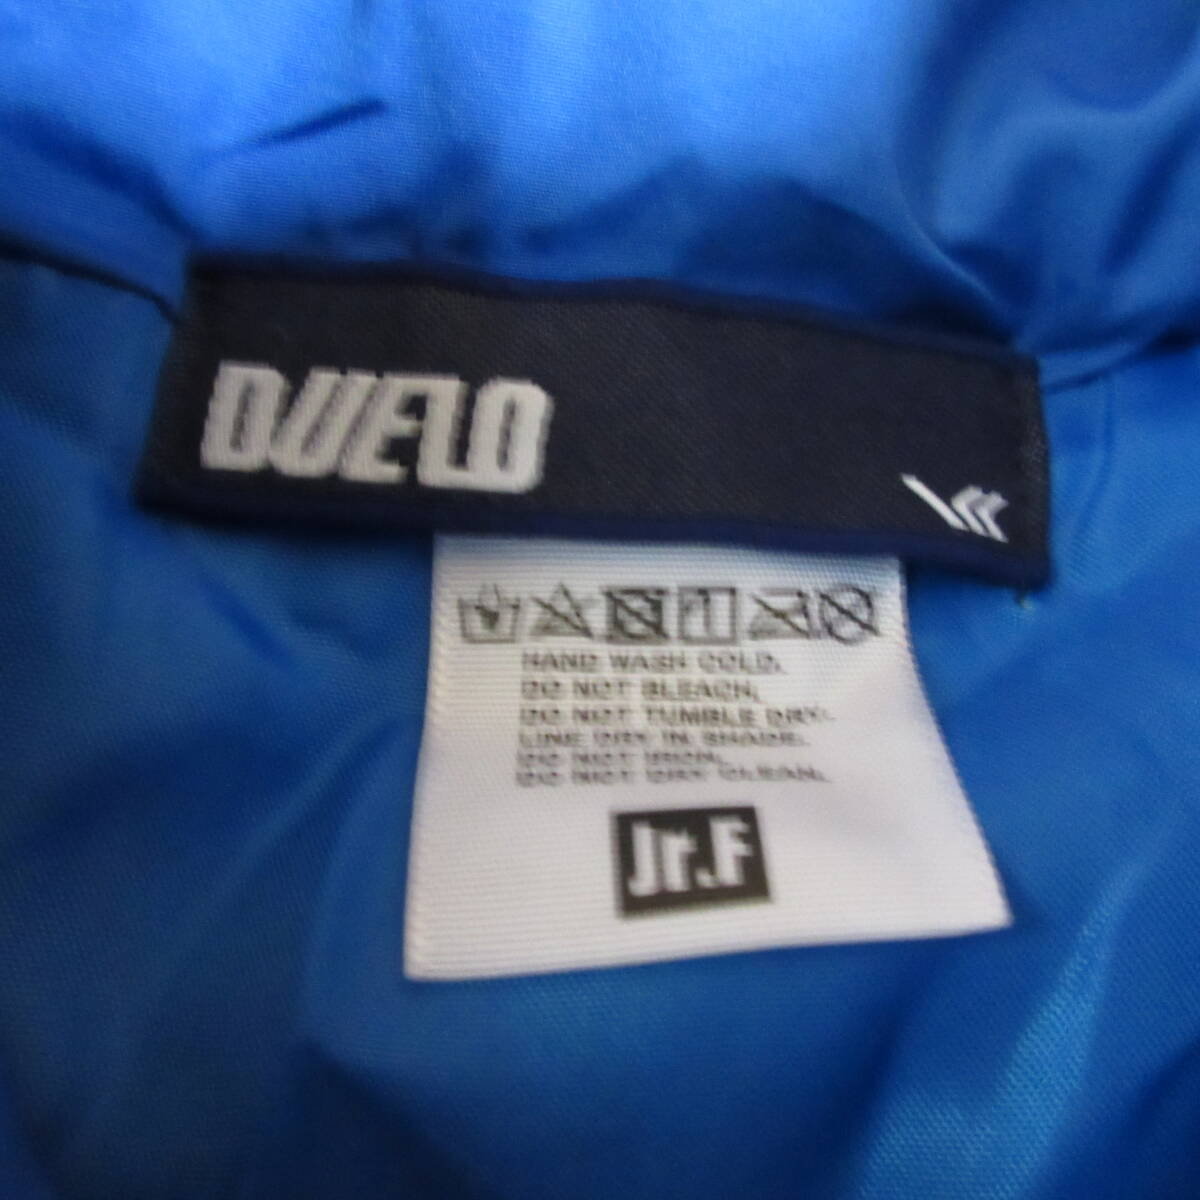 DUELO
HAND WASH COLD.
DO NOT BLEACH.
DO NOT TUMBLE DRY.
LINE DRY IN SHADE.
DO NOT IRON.
DO NOT DRY CLEAN.
Jr.F